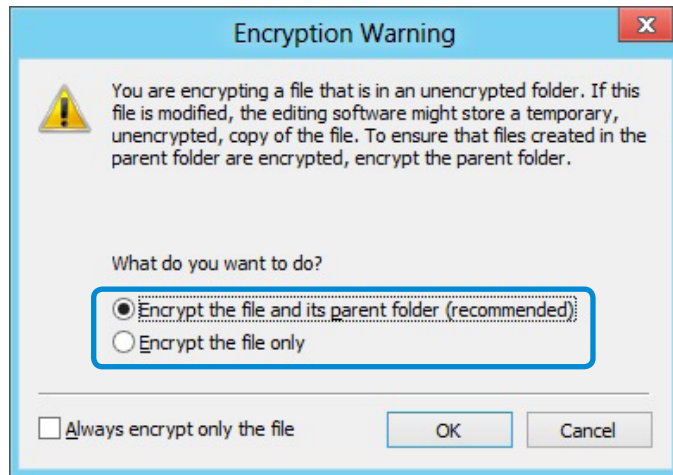 Encryption Warning
You are encrypting a file that is in an unencrypted folder. If this
file is modified, the editing software might store a temporary,
unencrypted, copy of the file. To ensure that files created in the
parent folder are encrypted, encrypt the parent folder.
What do you want to do?
Encrypt the file and its parent folder (recommended)
Encrypt the file only
Always encrypt only the file
OK
Cancel